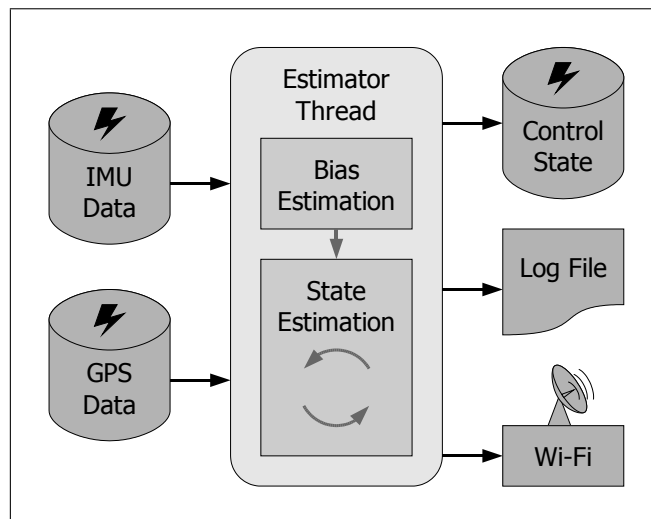 Estimator
Thread
IMU
Data
GPS
Data
Bias
Estimation
State
Estimation
Control
State
Log File
Wi-Fi